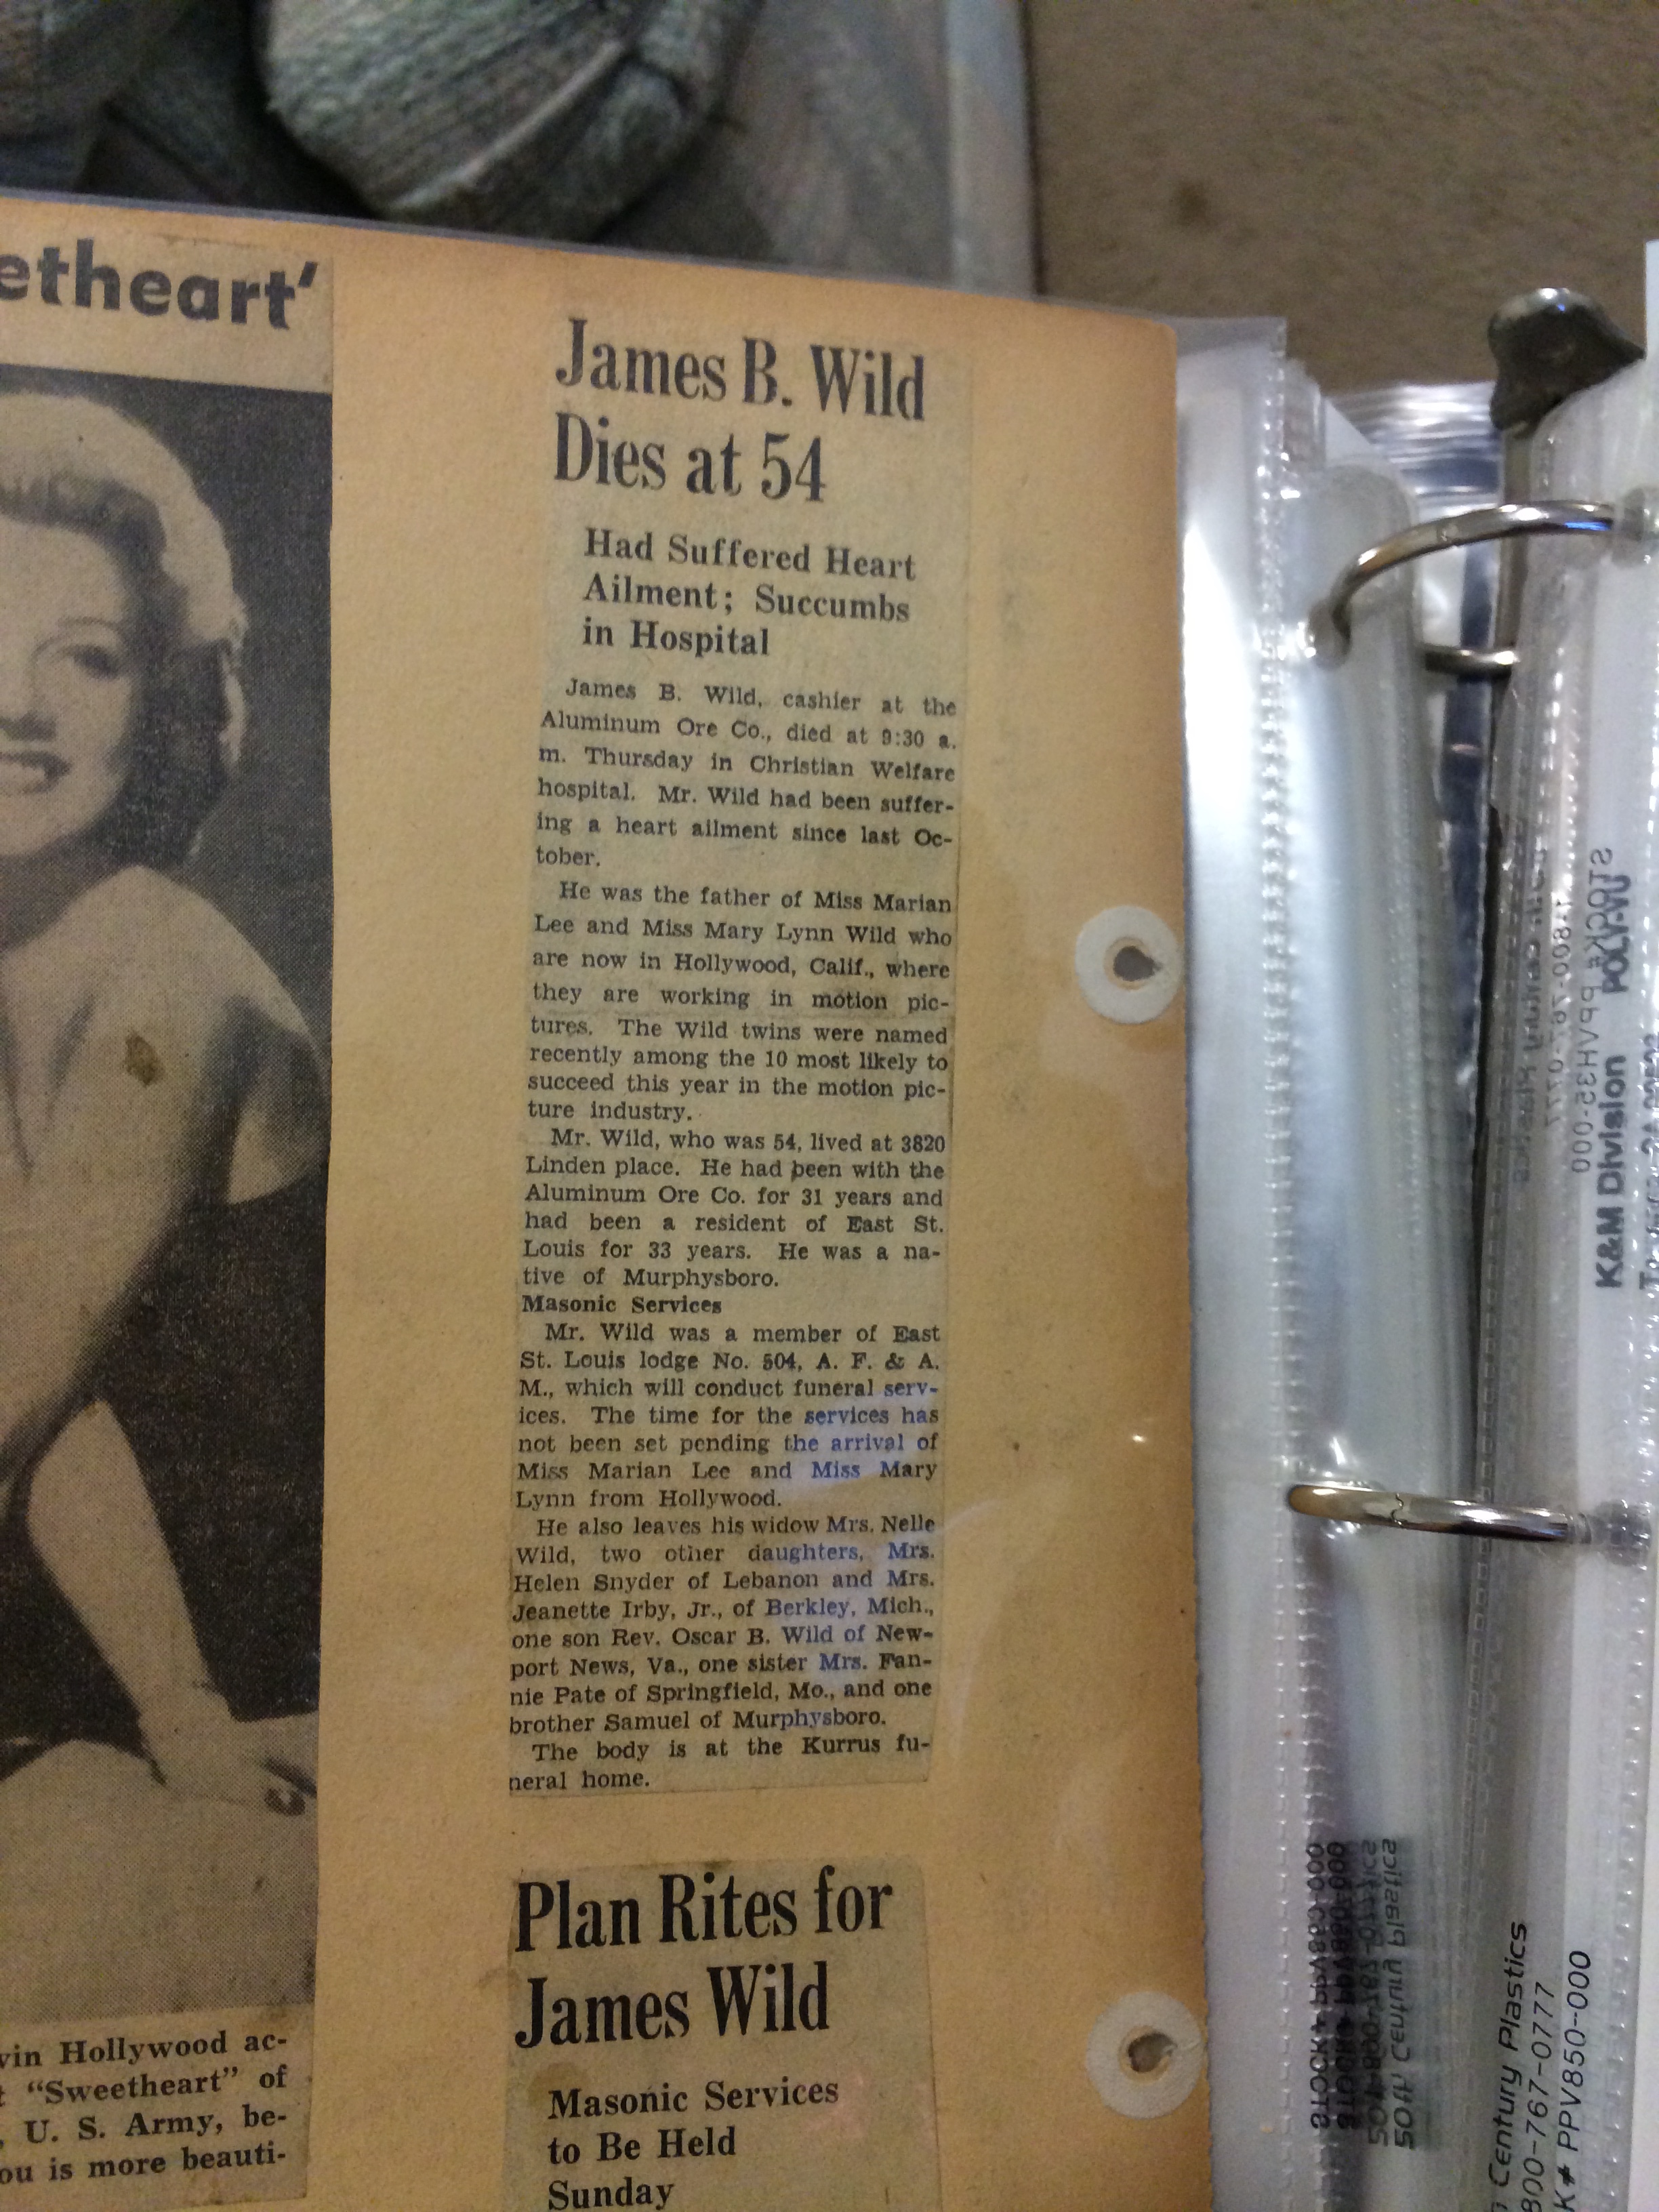 etheart'
vin Hollywood ac-
"Sweetheart" of
, U. S. Army, be-
ou is more beauti-
James B. Wild
Dies at 54
Had Suffered Heart
Ailment; Succumbs
in Hospital
James B. Wild, cashier at the
Aluminum Ore Co., died at 9:30 a.
m. Thursday in Christian Welfare
hospital. Mr. Wild had been suffer-
ing a heart ailment since last Oc-
tober.
He was the father of Miss Marian
Lee and Miss Mary Lynn Wild who
are now in Hollywood, Calif., where
they are working in motion pic-
tures. The Wild twins were named
recently among the 10 most likely to
succeed this year in the motion pic-
ture industry.
Mr. Wild, who was 54, lived at 3820
Linden place. He had been with the
Aluminum Ore Co. for 31 years and
had been a resident of East St.
Louis for 33 years. He was a na-
tive of Murphysboro.
Masonic Services
Mr. Wild was a member of East
St. Louis lodge No. 504, A. F. & A.
M., which will conduct funeral serv-
ices. The time for the services has
not been set pending the arrival of
Miss Marian Lee and Miss Mary
Lynn from Hollywood.
He also leaves his widow Mrs. Nelle
Wild, two other daughters, Mrs.
Helen Snyder of Lebanon and Mrs.
Jeanette Irby, Jr., of Berkley, Mich.,
one son Rev. Oscar B. Wild of New-
port News, Va., one sister Mrs. Fan-
nie Pate of Springfield, Mo., and one
brother Samuel of Murphysboro.
The body is at the Kurrus fu-
neral home.
Plan Rites for
James Wild
Masonic Services
to Be Held
Sunday
K&M Division POLY-VU
STOCK# PPVH35-000
Century Plastics
800-767-0777
K# PPV850-000